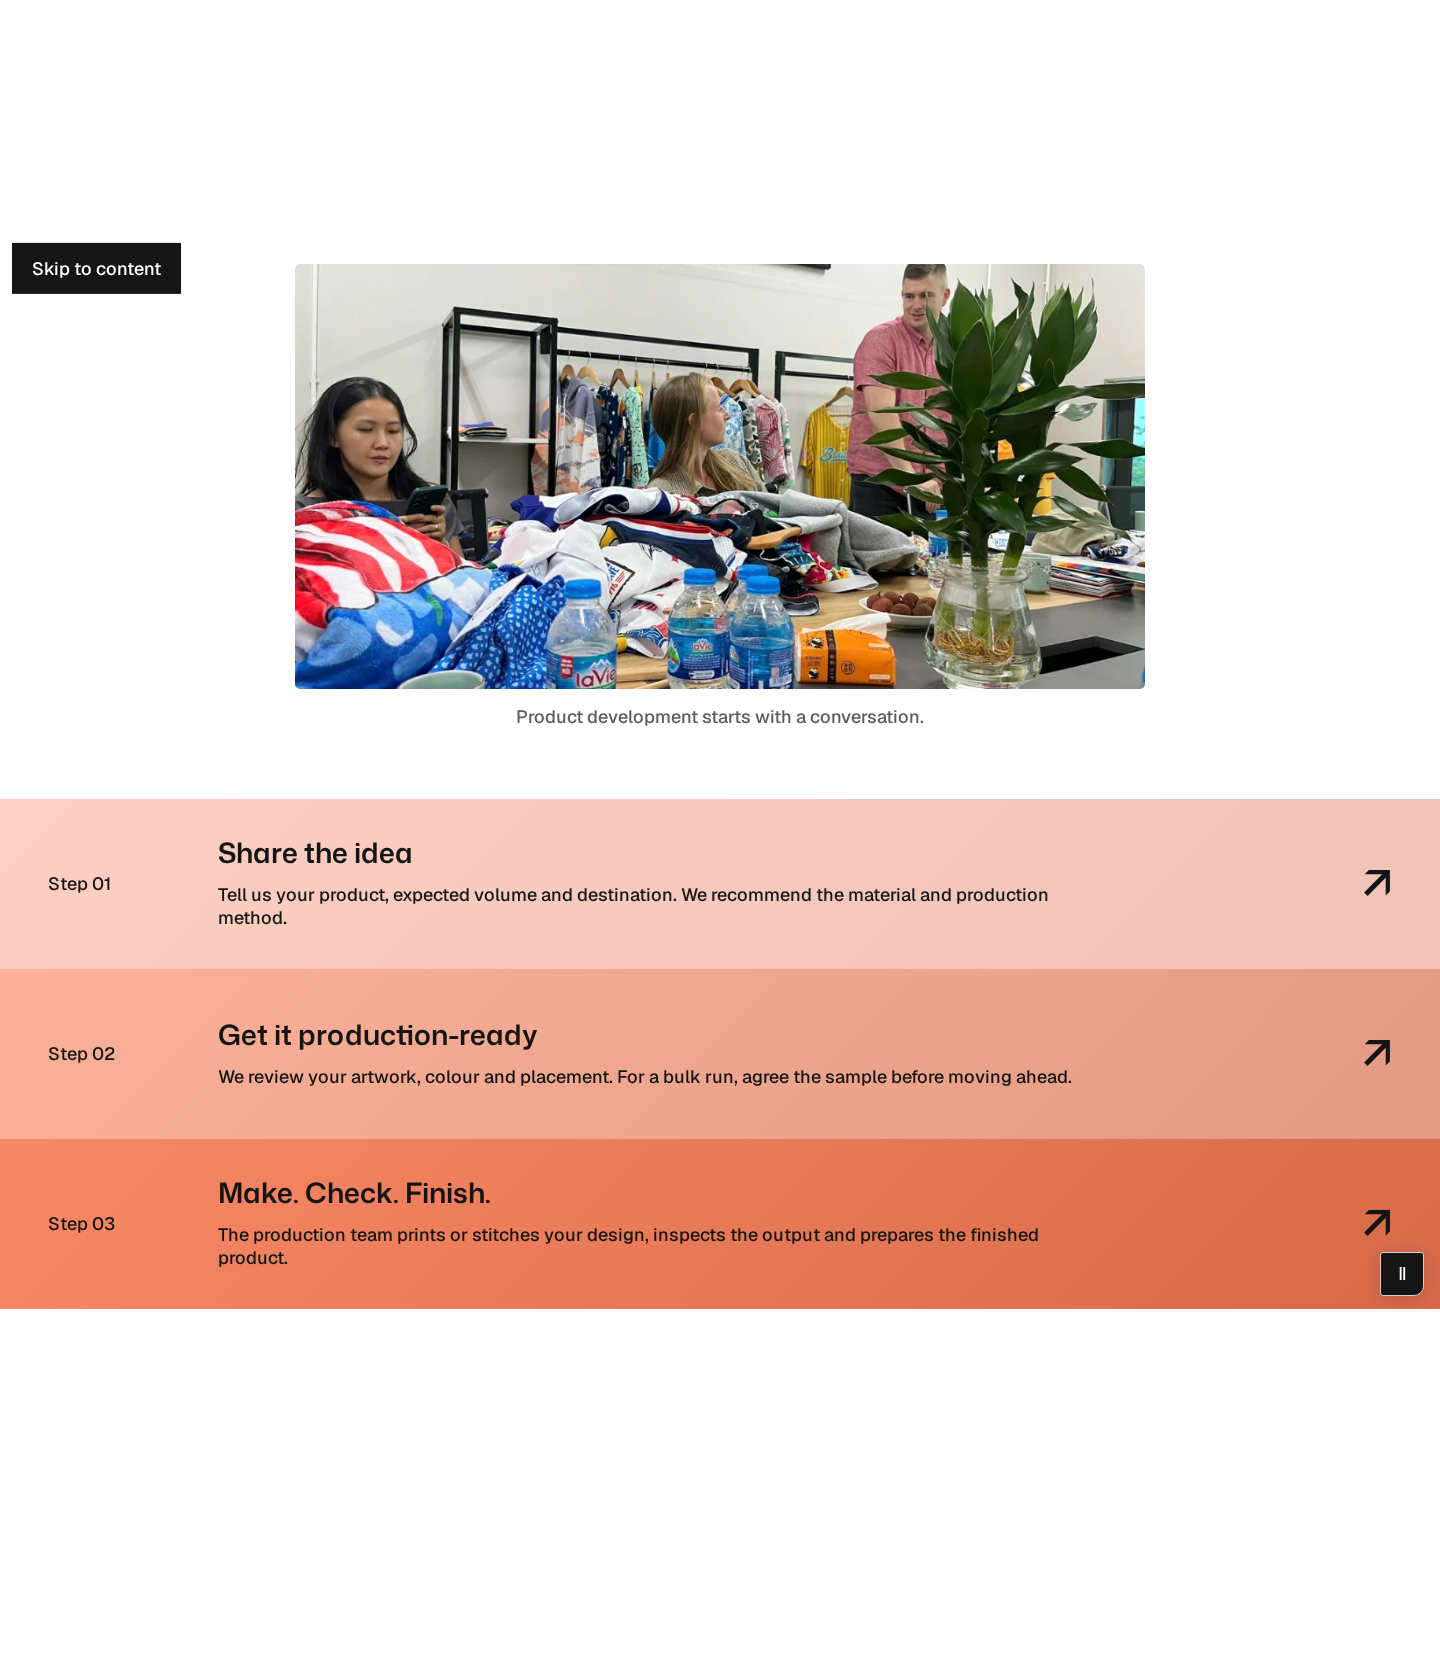 Skip to content
laVie
laVie
Product development starts with a conversation.
Step 01
Share the idea
Tell us your product, expected volume and destination. We recommend the material and production
method.
Step 02
Get it production-ready
We review your artwork, colour and placement. For a bulk run, agree the sample before moving ahead.
Step 03
Make. Check. Finish.
The production team prints or stitches your design, inspects the output and prepares the finished
product.